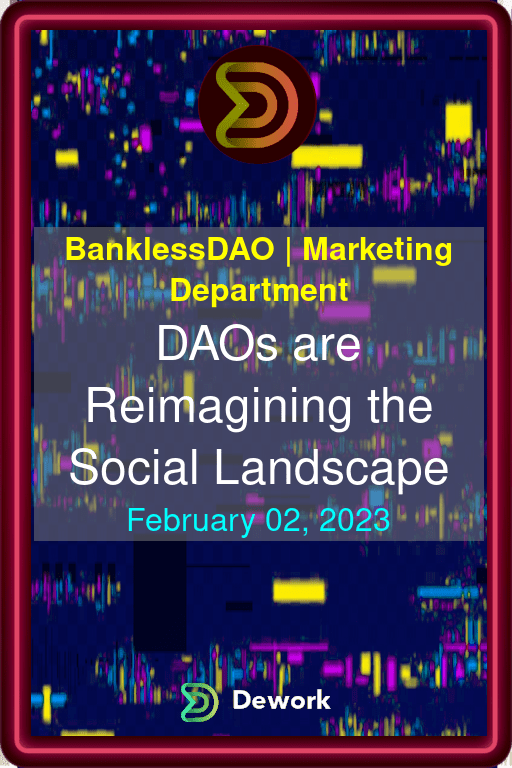 BanklessDAO | Marketing
Department
DAOs are
Reimagining the
Social Landscape
February 02, 2023
Dework